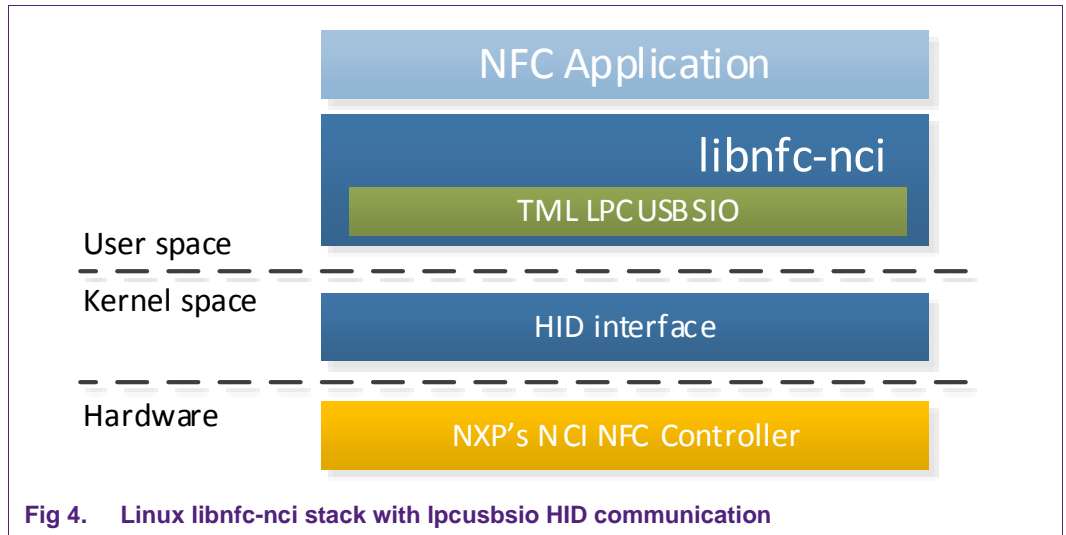 NFC Application
libnfc-nci
TML LPCUSBSIO
User space
Kernel space
HID interface
Hardware
NXP’s NCI NFC Controller
Fig 4. Linux libnfc-nci stack with lpcusbsio HID communication